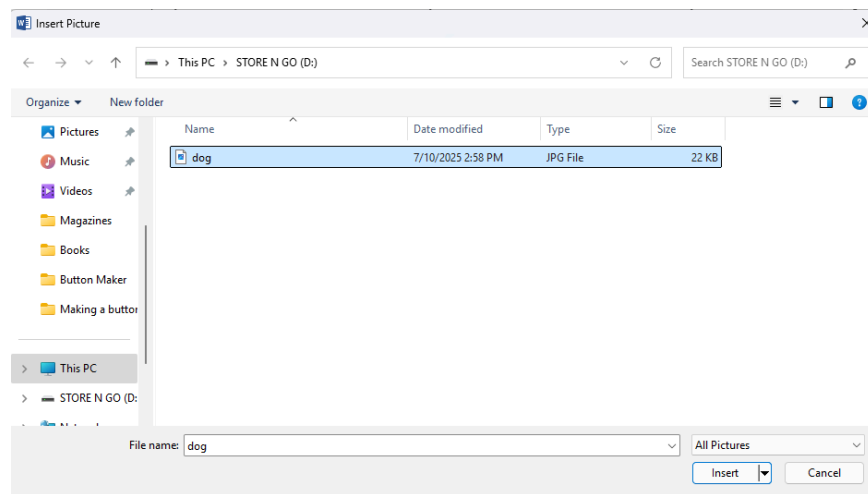 Insert Picture
This PC > STORE N GO (D:)
Search STORE N GO (D:)
Organize
New folder
Name
Date modified
Type
Size
dog
7/10/2025 2:58 PM
JPG File
22 KB
Pictures
Music
Videos
Magazines
Books
Button Maker
Making a button
This PC
STORE N GO (D:
File name:
dog
All Pictures
Insert
Cancel